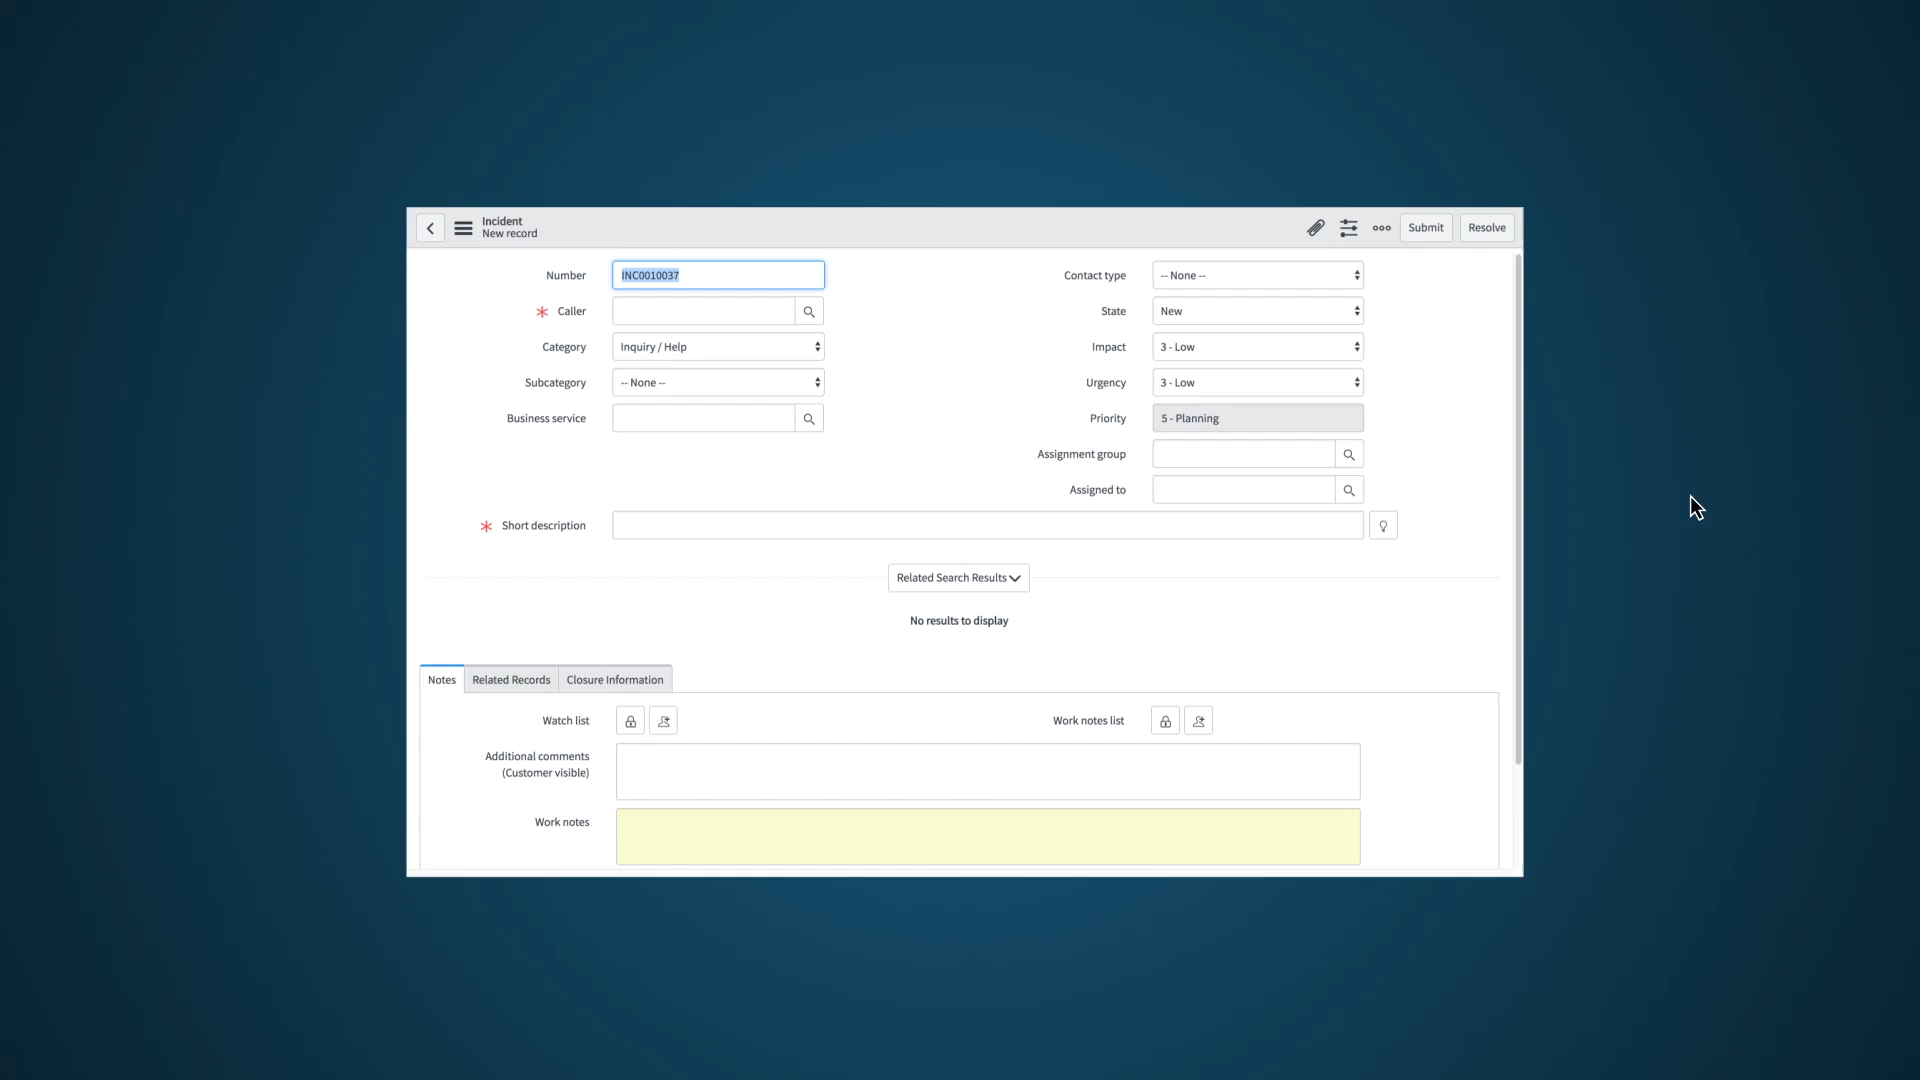 Incident
New record
Submit
Resolve
Number
INC0010037
Contact type
-- None --
Caller
State
New
Category
Inquiry / Help
Impact
3 - Low
Subcategory
-- None --
Urgency
3 - Low
Business service
Priority
5 - Planning
Assignment group
Assigned to
Short description
Related Search Results
No results to display
Notes
Related Records
Closure Information
Watch list
Work notes list
Additional comments
(Customer visible)
Work notes